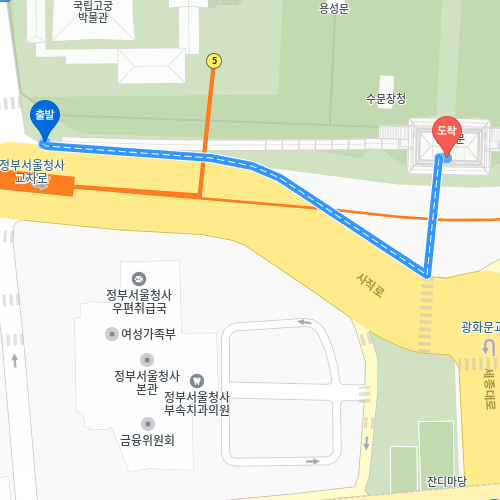 국립고궁
박물관
용성문
5
수문장청
출발
도착
문
정부서울청사
교차로
사직로
정부서울청사
우편취급국
여성가족부
광화문교
정부서울청사
본관
정부서울청사
부속치과의원
세종대로
금융위원회
잔디마당